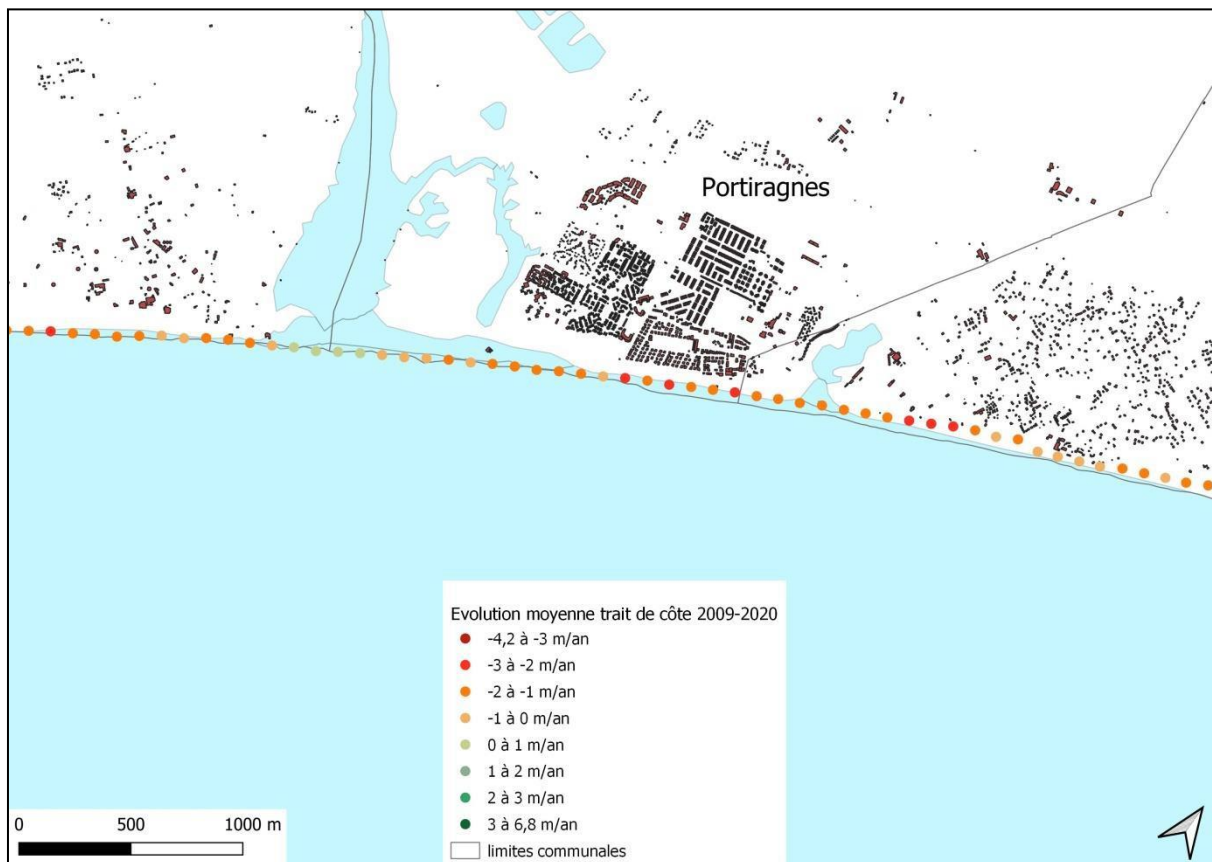 Portiragnes
Evolution moyenne trait de côte 2009-2020
-4,2 à -3 m/an
-3 à -2 m/an
-2 à -1 m/an
-1 à 0 m/an
0 à 1 m/an
1 à 2 m/an
2 à 3 m/an
3 à 6,8 m/an
limites communales
0 500 1000 m